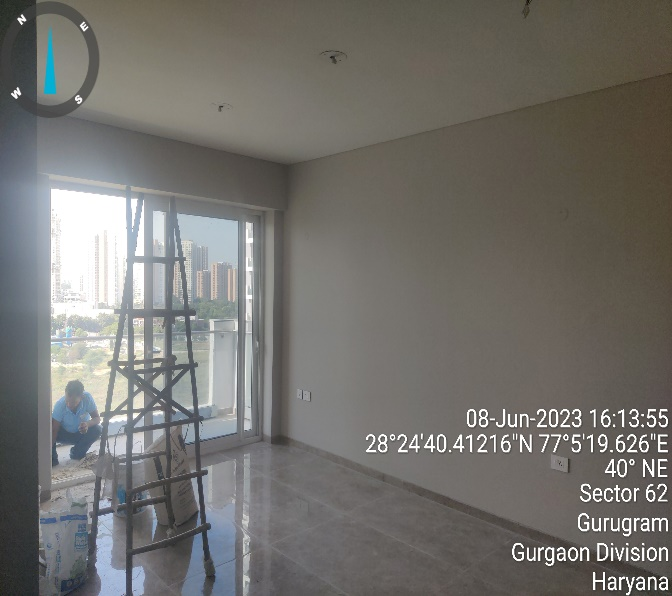 N
E
W
S
08-Jun-2023 16:13:55
28°24'40.41216"N 77°5'19.626"E
40° NE
Sector 62
Gurugram
Gurgaon Division
Haryana